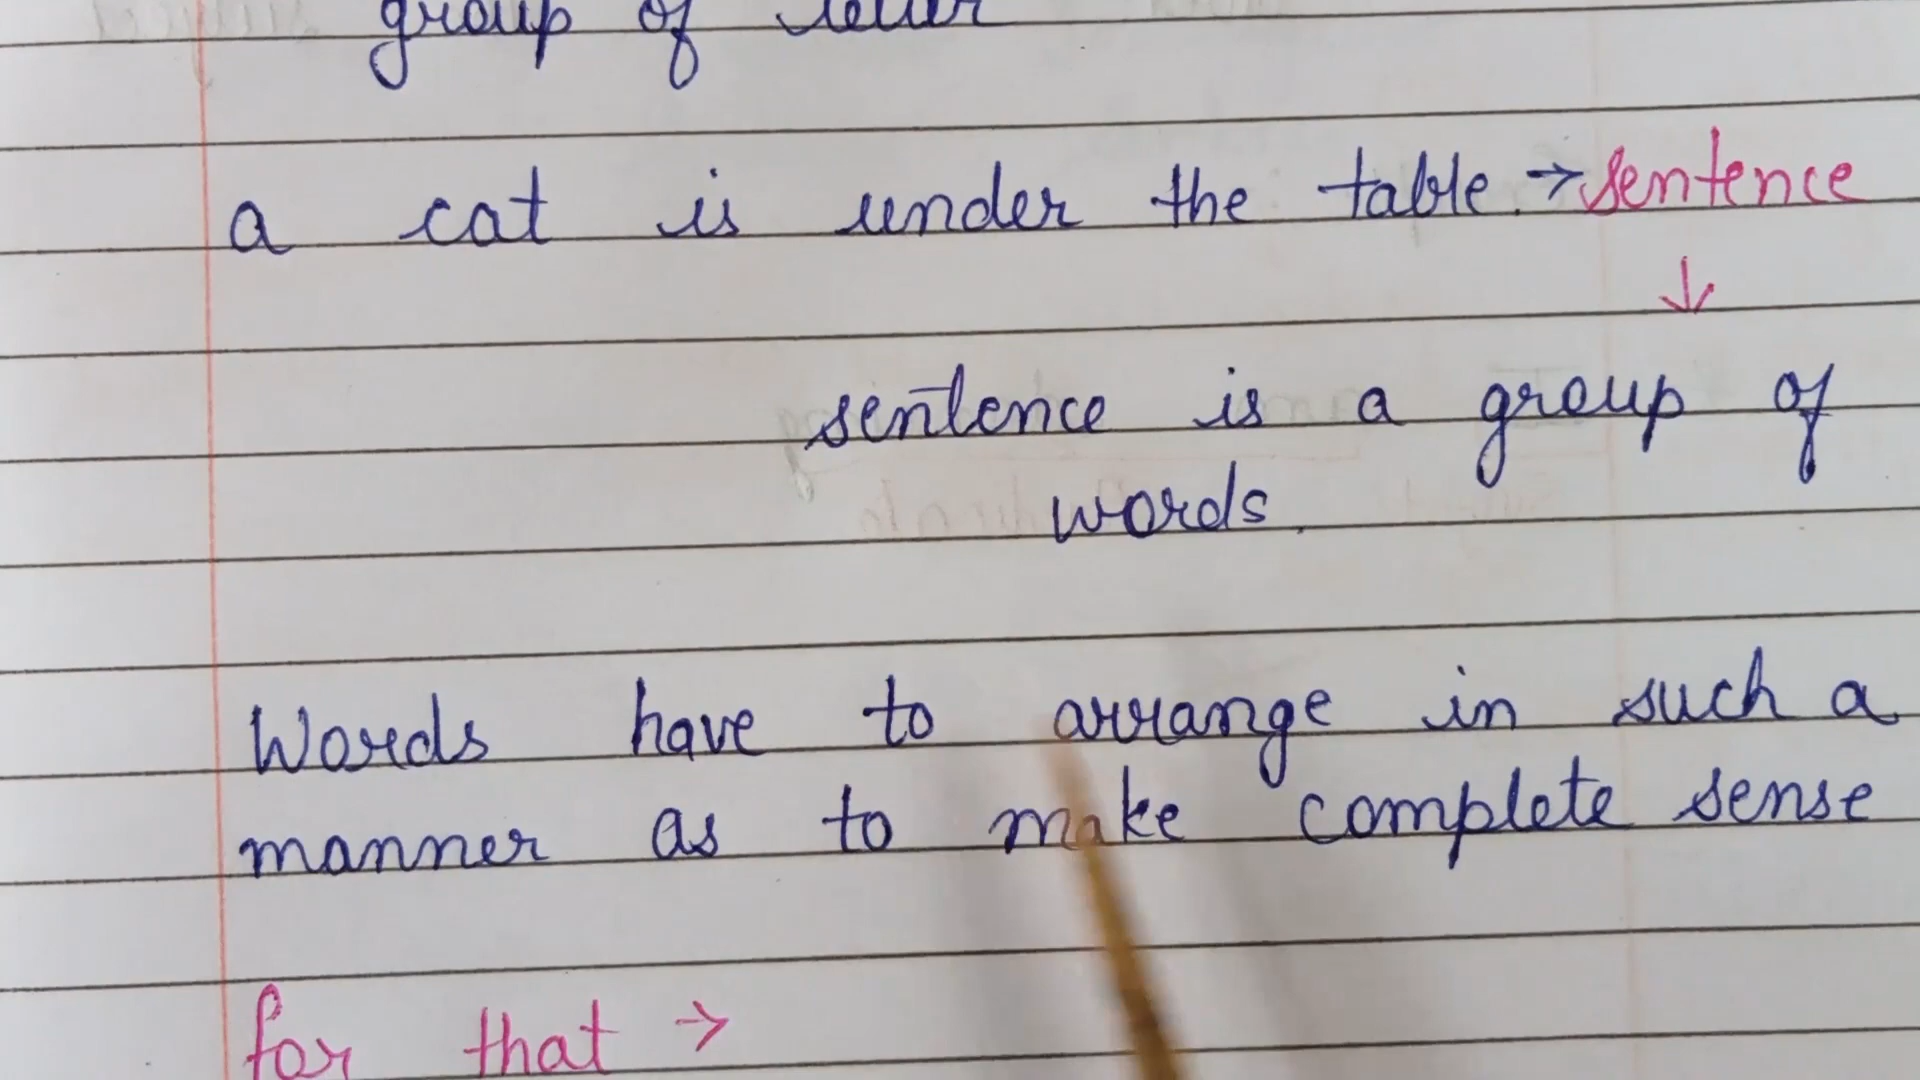 group of letter
a cat is under the table. → sentence
↓
sentence is a group of
words.
Words have to arrange in such a
manner as to make complete sense
for that →